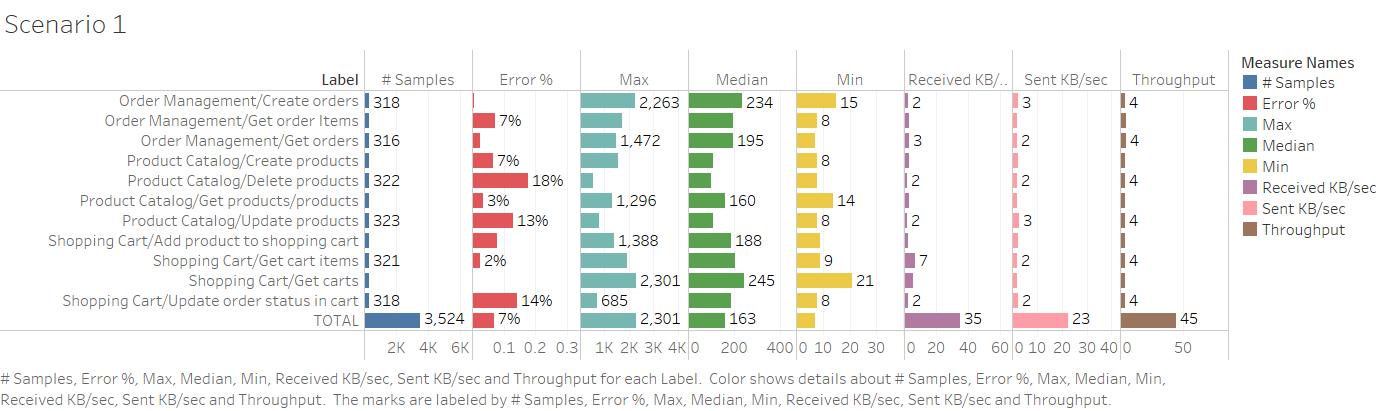 Scenario 1
Label # Samples Error % Max Median Min Received KB/.. Sent KB/sec Throughput
Order Management/Create orders 318 2,263 234 15 2 3 4
Order Management/Get order Items 7% 8
Order Management/Get orders 316 1,472 195 3 2 4
Product Catalog/Create products 7% 8
Product Catalog/Delete products 322 18% 2 2 4
Product Catalog/Get products/products 3% 1,296 160 14
Product Catalog/Update products 323 13% 8 2 3 4
Shopping Cart/Add product to shopping cart 1,388 188
Shopping Cart/Get cart items 321 2% 9 7 2 4
Shopping Cart/Get carts 2,301 245 21
Shopping Cart/Update order status in cart 318 14% 685 8 2 2 4
TOTAL 3,524 7% 2,301 163 35 23 45
2K 4K 6K 0.1 0.2 0.3 1K 2K 3K 4K 0 200 400 0 10 20 30 0 20 40 60 0 10 20 30 40 0 50
Measure Names
# Samples
Error %
Max
Median
Min
Received KB/sec
Sent KB/sec
Throughput
# Samples, Error %, Max, Median, Min, Received KB/sec, Sent KB/sec and Throughput for each Label. Color shows details about # Samples, Error %, Max, Median, Min,
Received KB/sec, Sent KB/sec and Throughput. The marks are labeled by # Samples, Error %, Max, Median, Min, Received KB/sec, Sent KB/sec and Throughput.